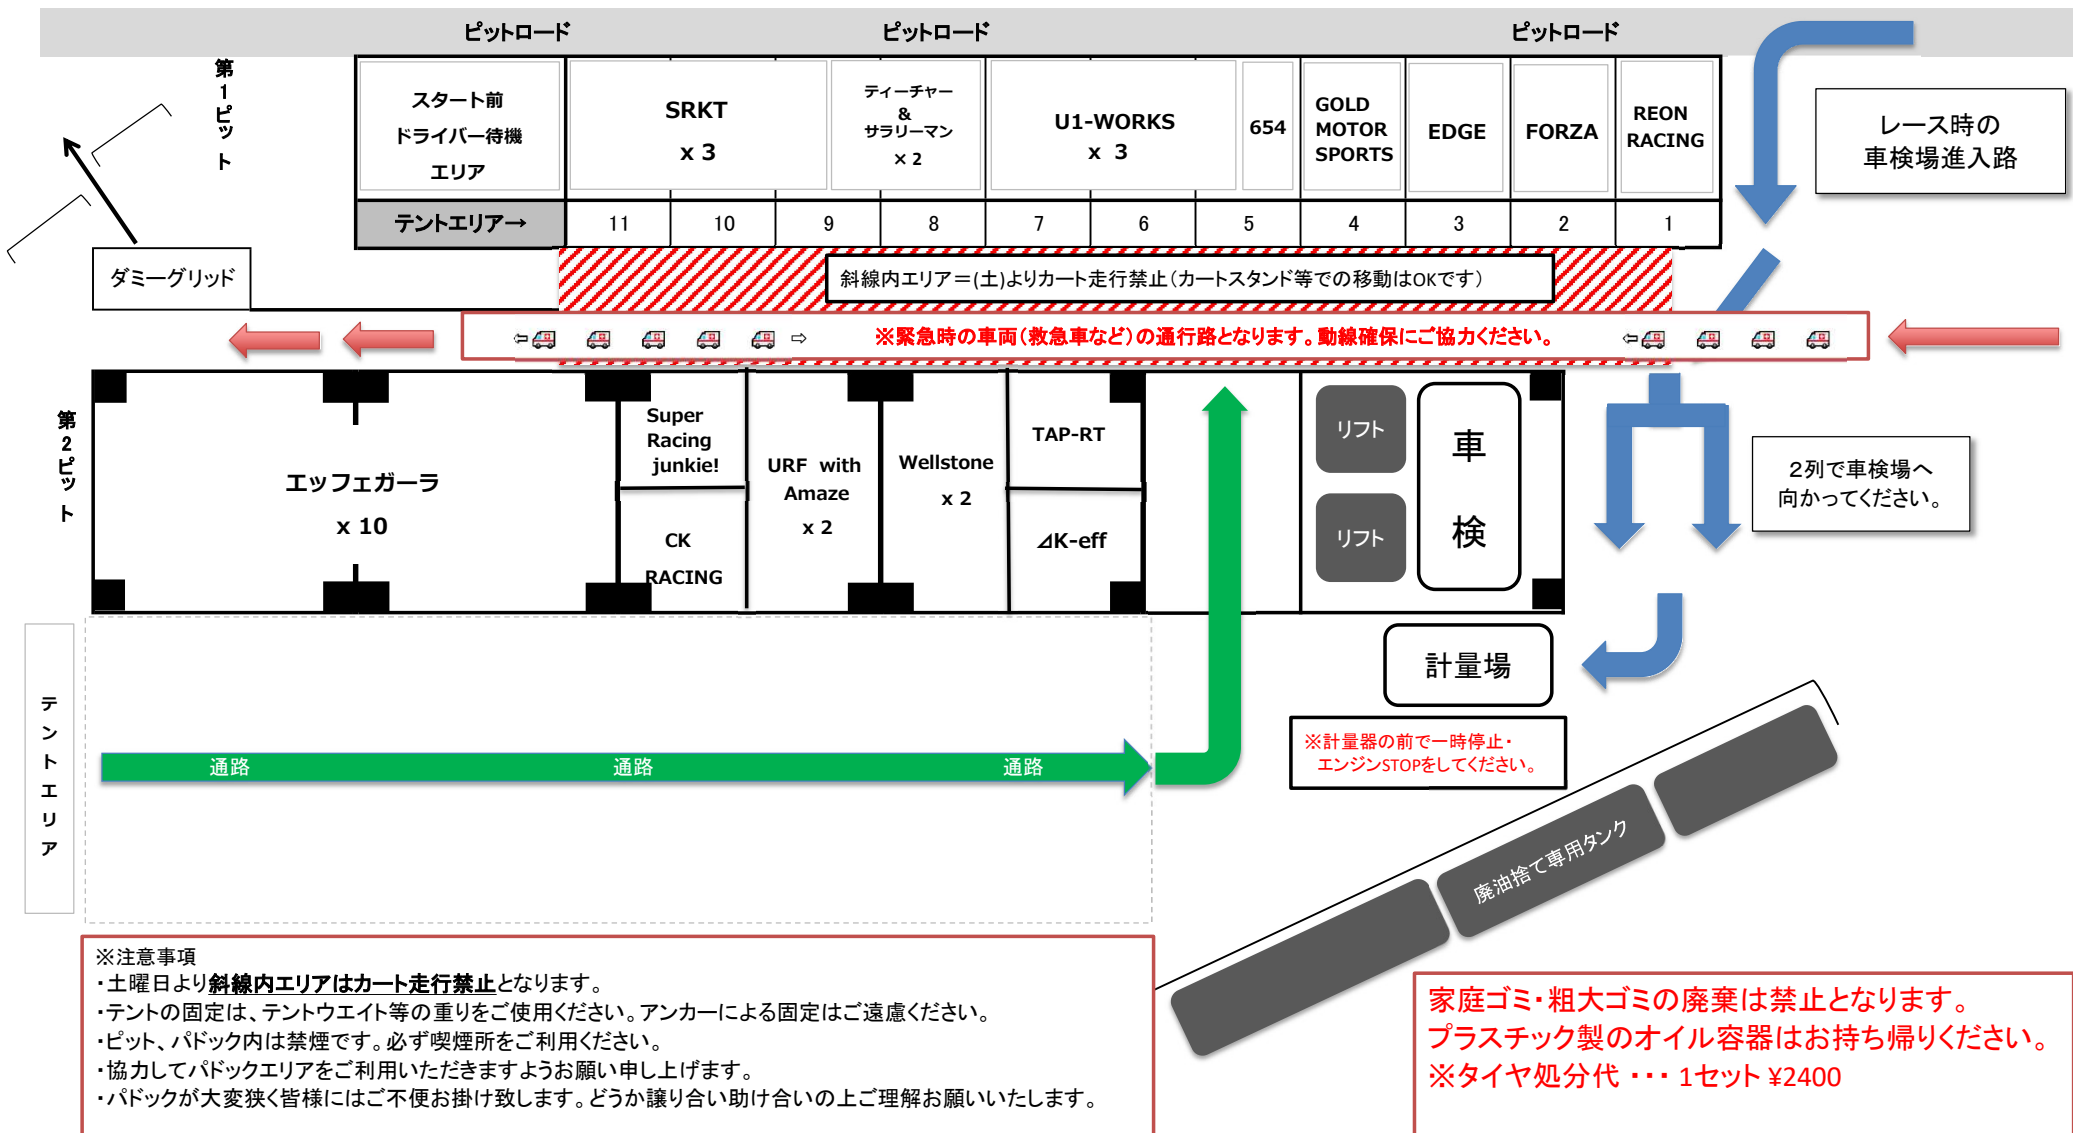 ピットロード
ピットロード
ピットロード
第1ピット
スタート前
ドライバー待機
エリア
SRKT
x 3
ティーチャー
&
サラリーマン
×2
U1-WORKS
x 3
654
GOLD
MOTOR
SPORTS
EDGE
FORZA
REON
RACING
レース時の
車検場進入路
テントエリア→
11
10
9
8
7
6
5
4
3
2
1
ダミーグリッド
斜線内エリア=(土)よりカート走行禁止(カートスタンド等での移動はOKです)
⇦
⇨
※緊急時の車両(救急車など)の通行路となります。動線確保にご協力ください。
⇦
第2ピット
エッフェガーラ
x 10
Super
Racing
junkie!
CK
RACING
URF with
Amaze
x 2
Wellstone
x 2
TAP-RT
⊿K-eff
リフト
リフト
車
検
2列で車検場へ
向かってください。
計量場
※計量器の前で一時停止・
エンジンSTOPをしてください。
テントエリア
通路
通路
通路
廃油捨て専用タンク
※注意事項
・土曜日より斜線内エリアはカート走行禁止となります。
・テントの固定は、テントウエイト等の重りをご使用ください。アンカーによる固定はご遠慮ください。
・ピット、パドック内は禁煙です。必ず喫煙所をご利用ください。
・協力してパドックエリアをご利用いただきますようお願い申し上げます。
・パドックが大変狭く皆様にはご不便お掛け致します。どうか譲り合い助け合いの上ご理解お願いいたします。
家庭ゴミ・粗大ゴミの廃棄は禁止となります。
プラスチック製のオイル容器はお持ち帰りください。
※タイヤ処分代 ・・・ 1セット ¥2400